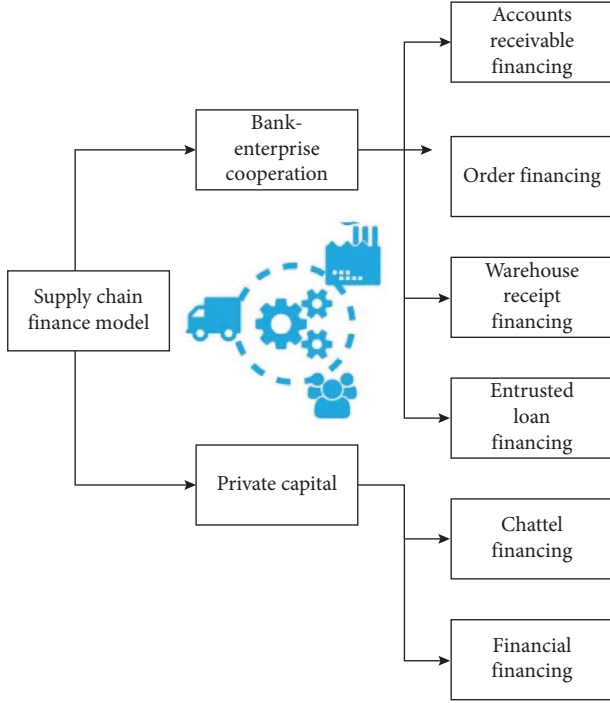 Accounts
receivable
financing
Bank-
enterprise
cooperation
Order financing
Supply chain
finance model
Warehouse
receipt
financing
Entrusted
loan
financing
Private capital
Chattel
financing
Financial
financing